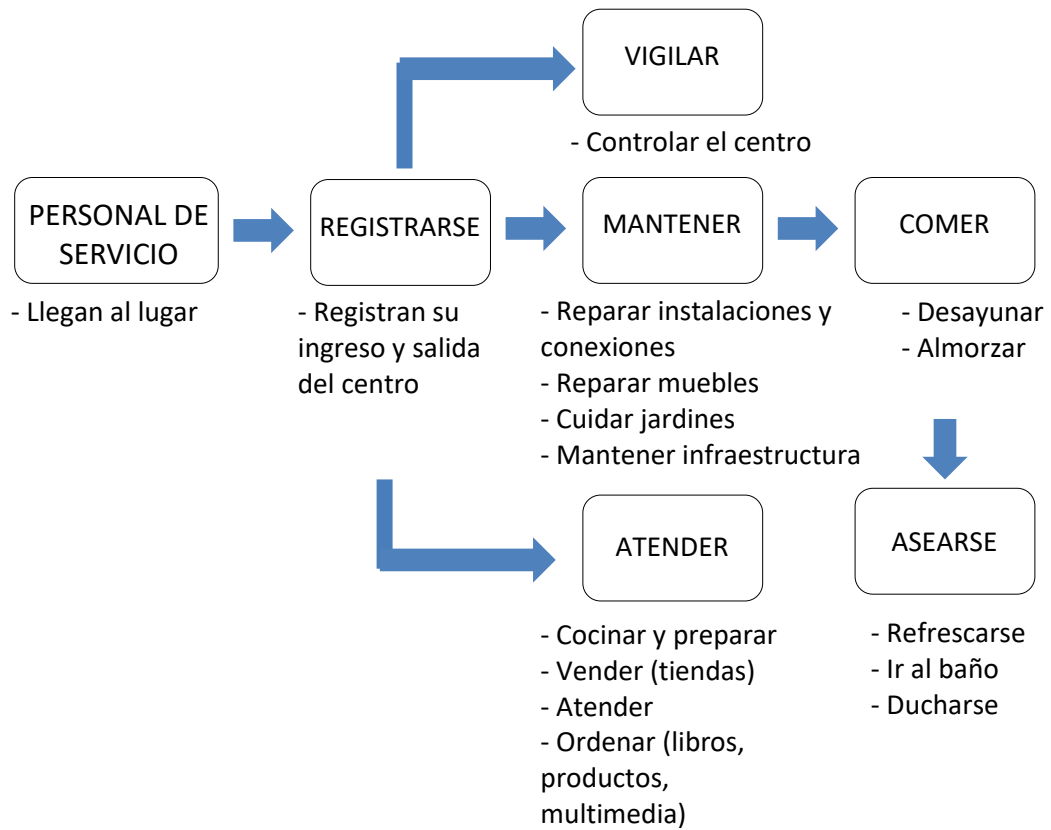 VIGILAR
- Controlar el centro
PERSONAL DE
SERVICIO
- Llegan al lugar
REGISTRARSE
- Registran su
ingreso y salida
del centro
MANTENER
- Reparar instalaciones y
conexiones
- Reparar muebles
- Cuidar jardines
- Mantener infraestructura
COMER
- Desayunar
- Almorzar
ATENDER
- Cocinar y preparar
- Vender (tiendas)
- Atender
- Ordenar (libros,
productos,
multimedia)
ASEARSE
- Refrescarse
- Ir al baño
- Ducharse